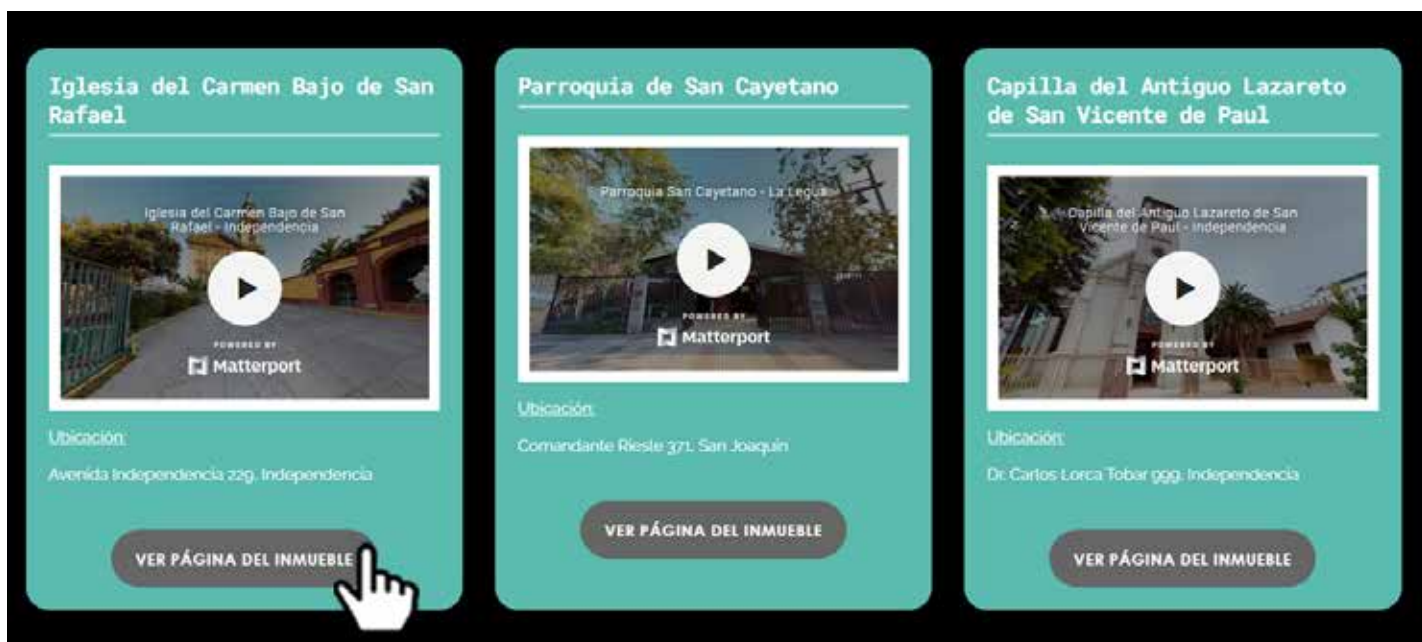 Iglesia del Carmen Bajo de San
Rafael
Iglesia del Carmen Bajo de San
Rafael - Independencia
POWERED BY
Matterport
Ubicación:
Avenida Independencia 229, Independencia
VER PÁGINA DEL INMUEBLE
Parroquia de San Cayetano
Parroquia San Cayetano - La Legua
POWERED BY
Matterport
Ubicación:
Comandante Riesle 371, San Joaquín
VER PÁGINA DEL INMUEBLE
Capilla del Antiguo Lazareto
de San Vicente de Paul
Capilla del Antiguo Lazareto de San
Vicente de Paul - Independencia
POWERED BY
Matterport
Ubicación:
Dr. Carlos Lorca Tobar 999, Independencia
VER PÁGINA DEL INMUEBLE